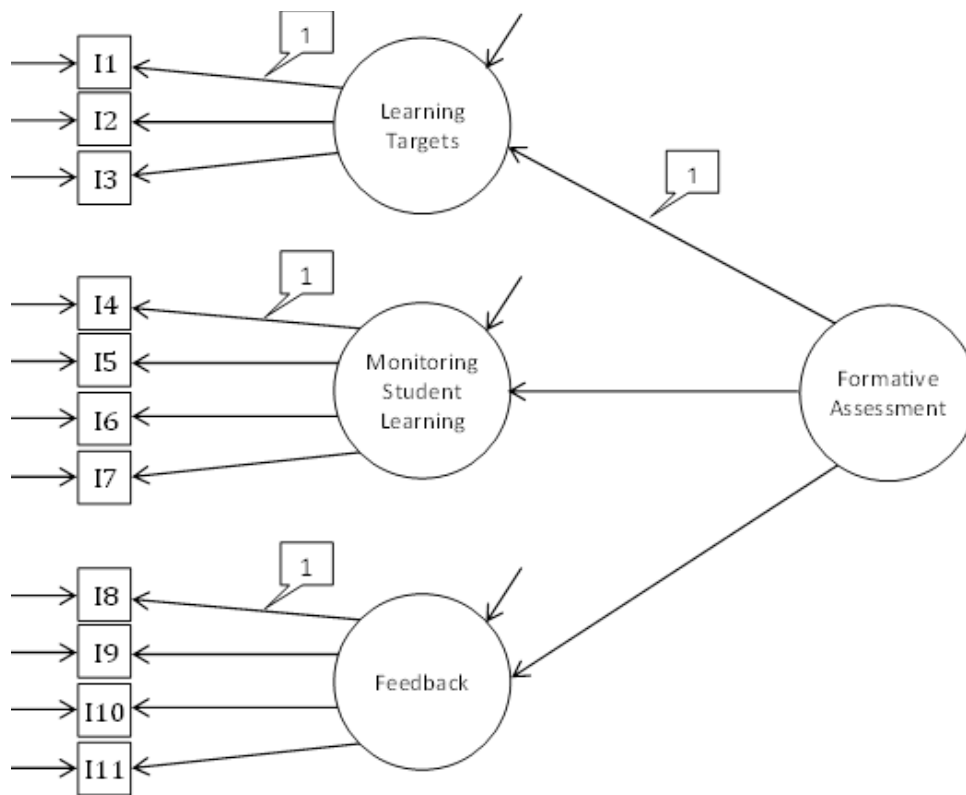 1
I1
I2
I3
Learning
Targets
1
1
I4
I5
I6
I7
Monitoring
Student
Learning
Formative
Assessment
1
I8
I9
I10
I11
Feedback